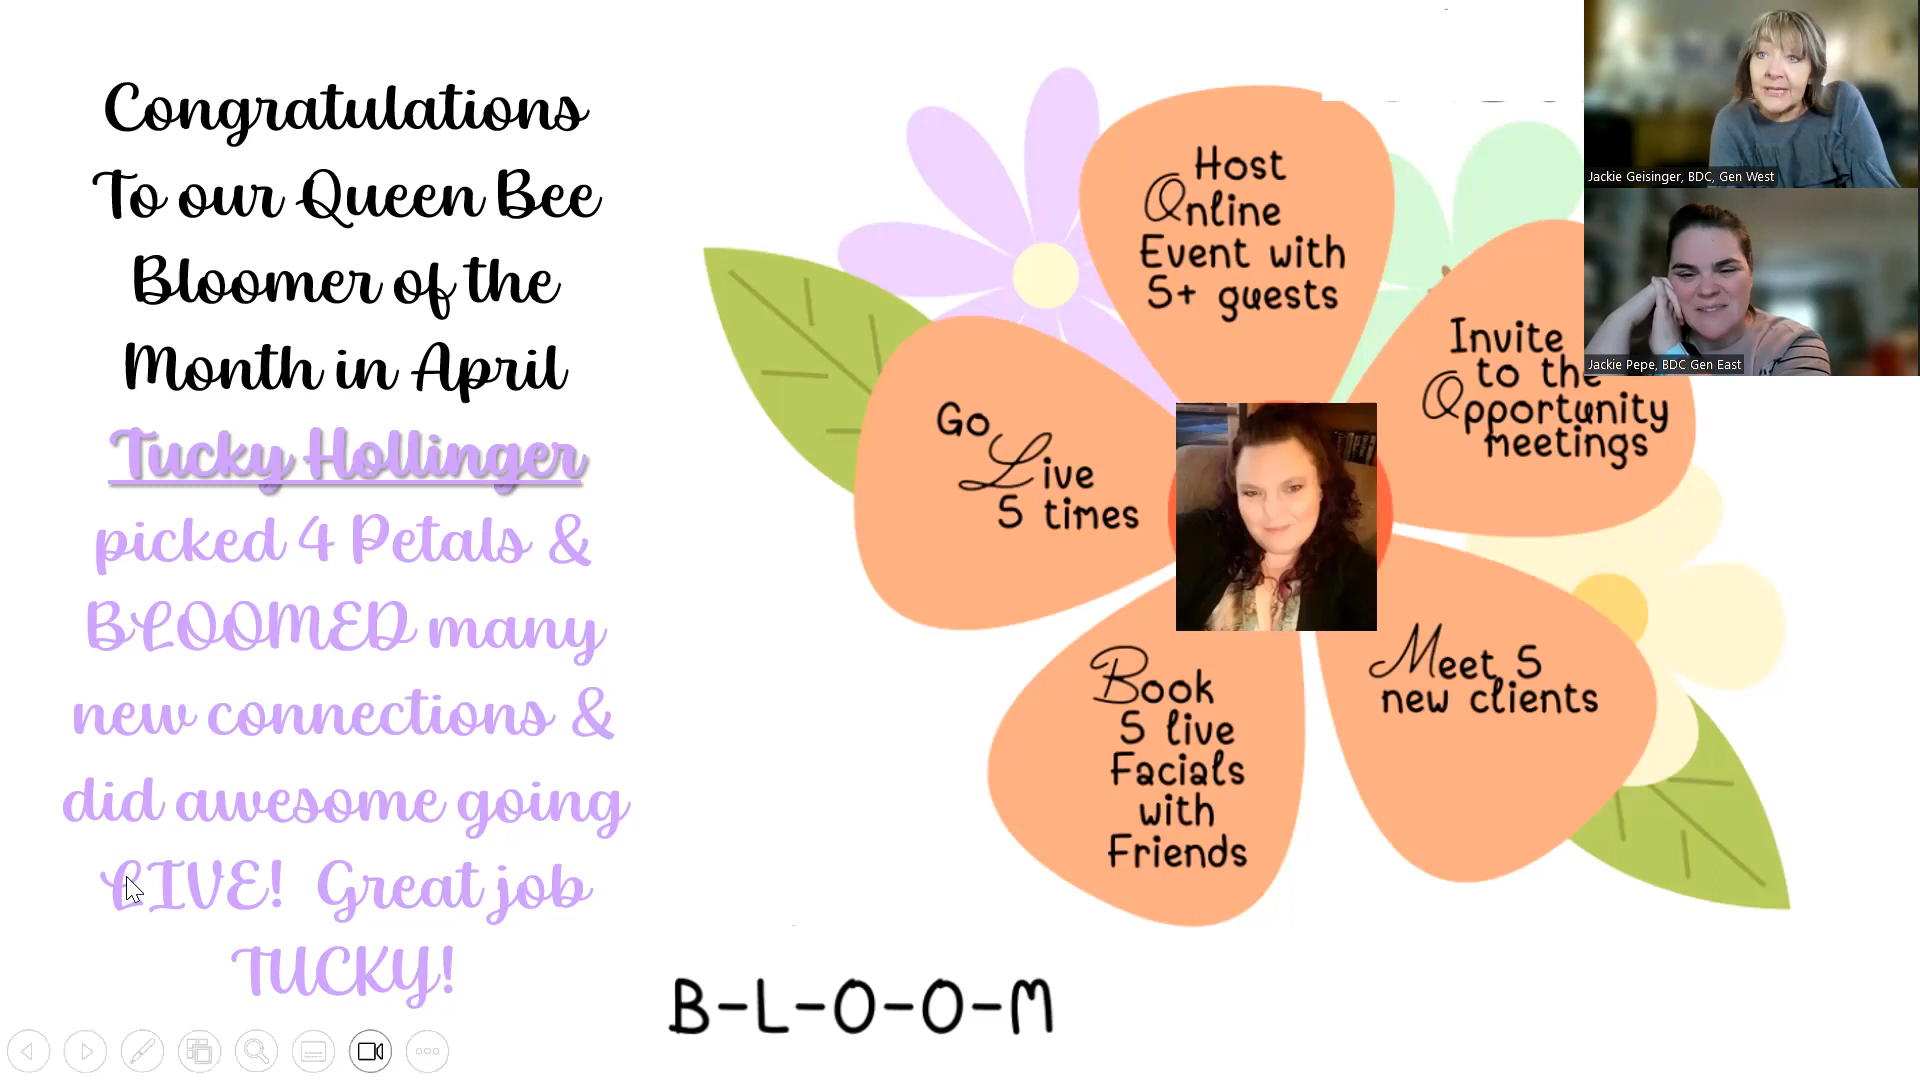 Congratulations
To our Queen Bee
Bloomer of the
Month in April
Tucky Hollinger
picked 4 Petals &
BLOOMED many
new connections &
did awesome going
LIVE! Great job
TUCKY!
Host
Online
Event with
5+ guests
Invite
to the
Opportunity
meetings
Go
Live
5 times
Book
5 live
Facials
with
Friends
Meet 5
new clients
B-L-O-O-M
Jackie Geisinger, BDC, Gen West
Jackie Pepe, BDC Gen East